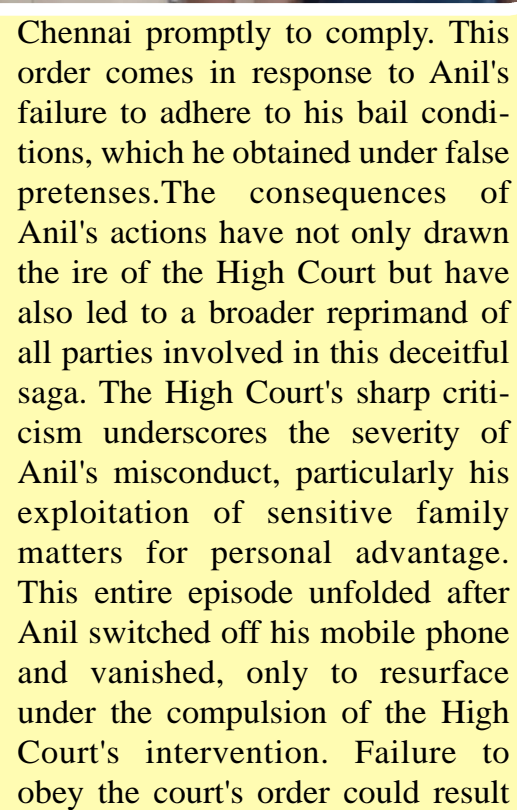 Chennai promptly to comply. This
order comes in response to Anil's
failure to adhere to his bail condi-
tions, which he obtained under false
pretenses.The consequences of
Anil's actions have not only drawn
the ire of the High Court but have
also led to a broader reprimand of
all parties involved in this deceitful
saga. The High Court's sharp criti-
cism underscores the severity of
Anil's misconduct, particularly his
exploitation of sensitive family
matters for personal advantage.
This entire episode unfolded after
Anil switched off his mobile phone
and vanished, only to resurface
under the compulsion of the High
Court's intervention. Failure to
obey the court's order could result